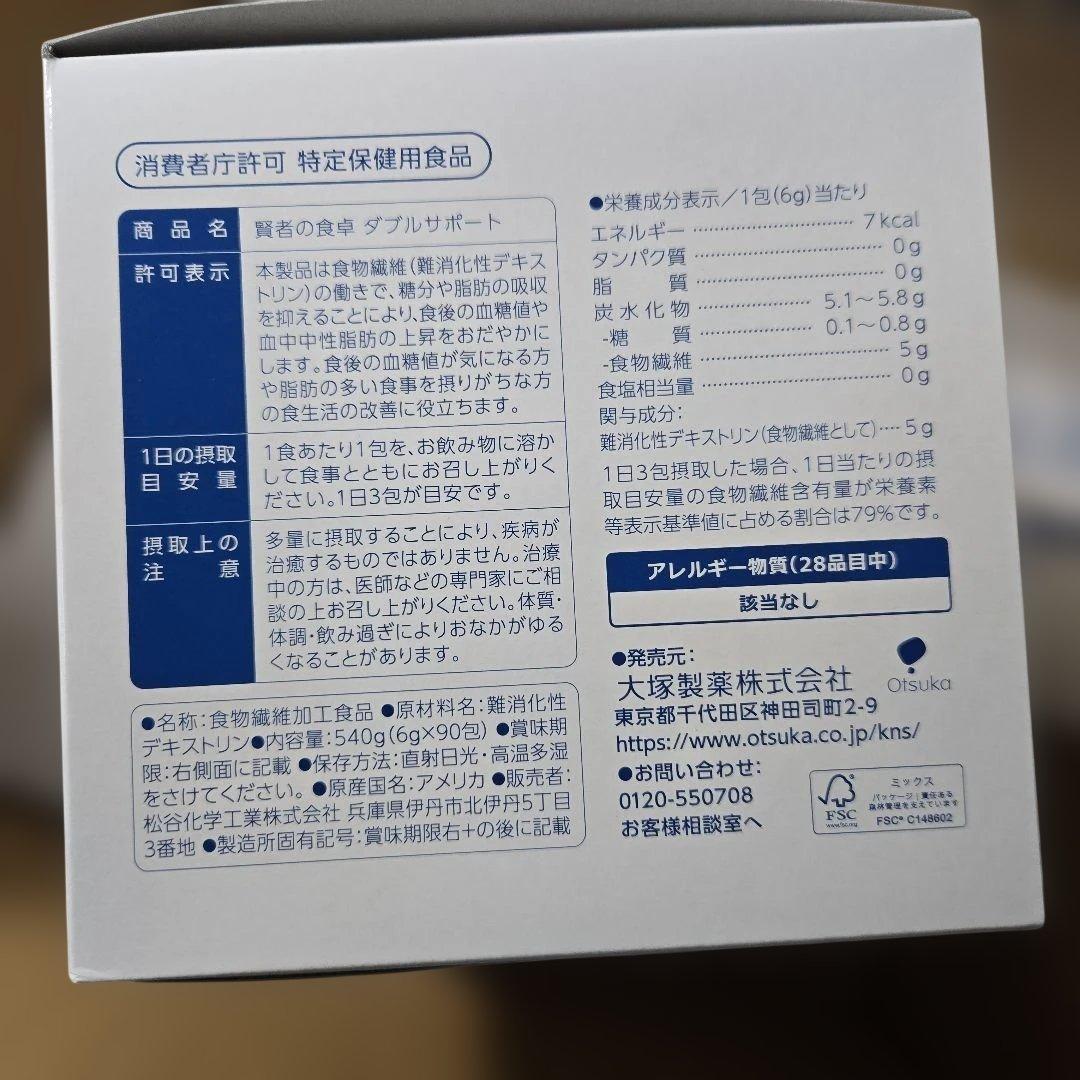 消費者庁許可 特定保健用食品
商品名 賢者の食卓 ダブルサポート
許可表示 本製品は食物繊維(難消化性デキス
トリン)の働きで、糖分や脂肪の吸収
を抑えることにより、食後の血糖値や
血中中性脂肪の上昇をおだやかに
します。食後の血糖値が気になる方
や脂肪の多い食事を摂りがちな方
の食生活の改善に役立ちます。
1日の摂取
目安量
1食あたり1包を、お飲み物に溶か
して食事とともにお召し上がりく
ださい。1日3包が目安です。
摂取上の
注意
多量に摂取することにより、疾病が
治癒するものではありません。治療
中の方は、医師などの専門家にご相
談の上お召し上がりください。体質・
体調・飲み過ぎによりおなかがゆる
くなることがあります。
●名称:食物繊維加工食品 ●原材料名:難消化性
デキストリン●内容量:540g(6g×90包) ●賞味期
限:右側面に記載 ●保存方法:直射日光・高温多湿
をさけてください。 ●原産国名:アメリカ ●販売者:
松谷化学工業株式会社 兵庫県伊丹市北伊丹5丁目
3番地 ●製造所固有記号:賞味期限右+の後に記載
●栄養成分表示/1包(6g)当たり
エネルギー 7kcal
タンパク質 0g
脂質 0g
炭水化物 5.1～5.8g
-糖質 0.1～0.8g
-食物繊維 5g
食塩相当量 0g
関与成分:
難消化性デキストリン(食物繊維として)…5g
1日3包摂取した場合、1日当たりの摂
取目安量の食物繊維含有量が栄養素
等表示基準値に占める割合は79%です。
アレルギー物質(28品目中)
該当なし
●発売元:
大塚製薬株式会社
Otsuka
東京都千代田区神田司町2-9
https://www.otsuka.co.jp/kns/
●お問い合わせ:
0120-550708
お客様相談室へ
FSC
www.fsc.org
ミックス
パッケージ|責任ある
森林管理を支えています
FSC® C148602